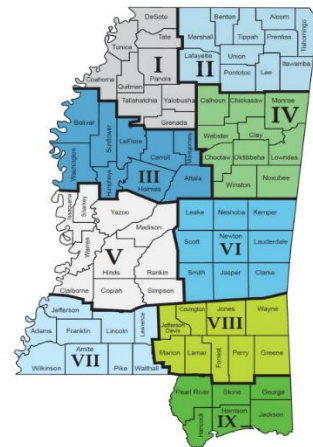 DeSoto
Benton
Alcorn
Tishomingo
Marshall
Tippah
Prentiss
Tunica
Tate
Lafayette
Union
Itawamba
I
II
Panola
Pontotoc
Lee
Coahoma
Quitman
Tallahatchie
Yalobusha
Calhoun
Chickasaw
Monroe
Grenada
IV
Bolivar
Sunflower
LeFlore
Carroll
Montgomery
Webster
Clay
Choctaw
Oktibbeha
Lowndes
Washington
Humphreys
III
Holmes
Attala
Winston
Noxubee
Issaquena
Sharkey
Yazoo
Madison
Leake
Neshoba
Kemper
Warren
V
Hinds
Rankin
Scott
Newton
Lauderdale
VI
Smith
Jasper
Clarke
Claiborne
Copiah
Simpson
Jefferson
Adams
Franklin
Lincoln
Lawrence
Covington
Jones
Wayne
Jefferson
Davis
VIII
Amite
VII
Marion
Lamar
Forrest
Perry
Greene
Wilkinson
Pike
Walthall
Pearl River
Stone
George
Hancock
Harrison
Jackson
IX